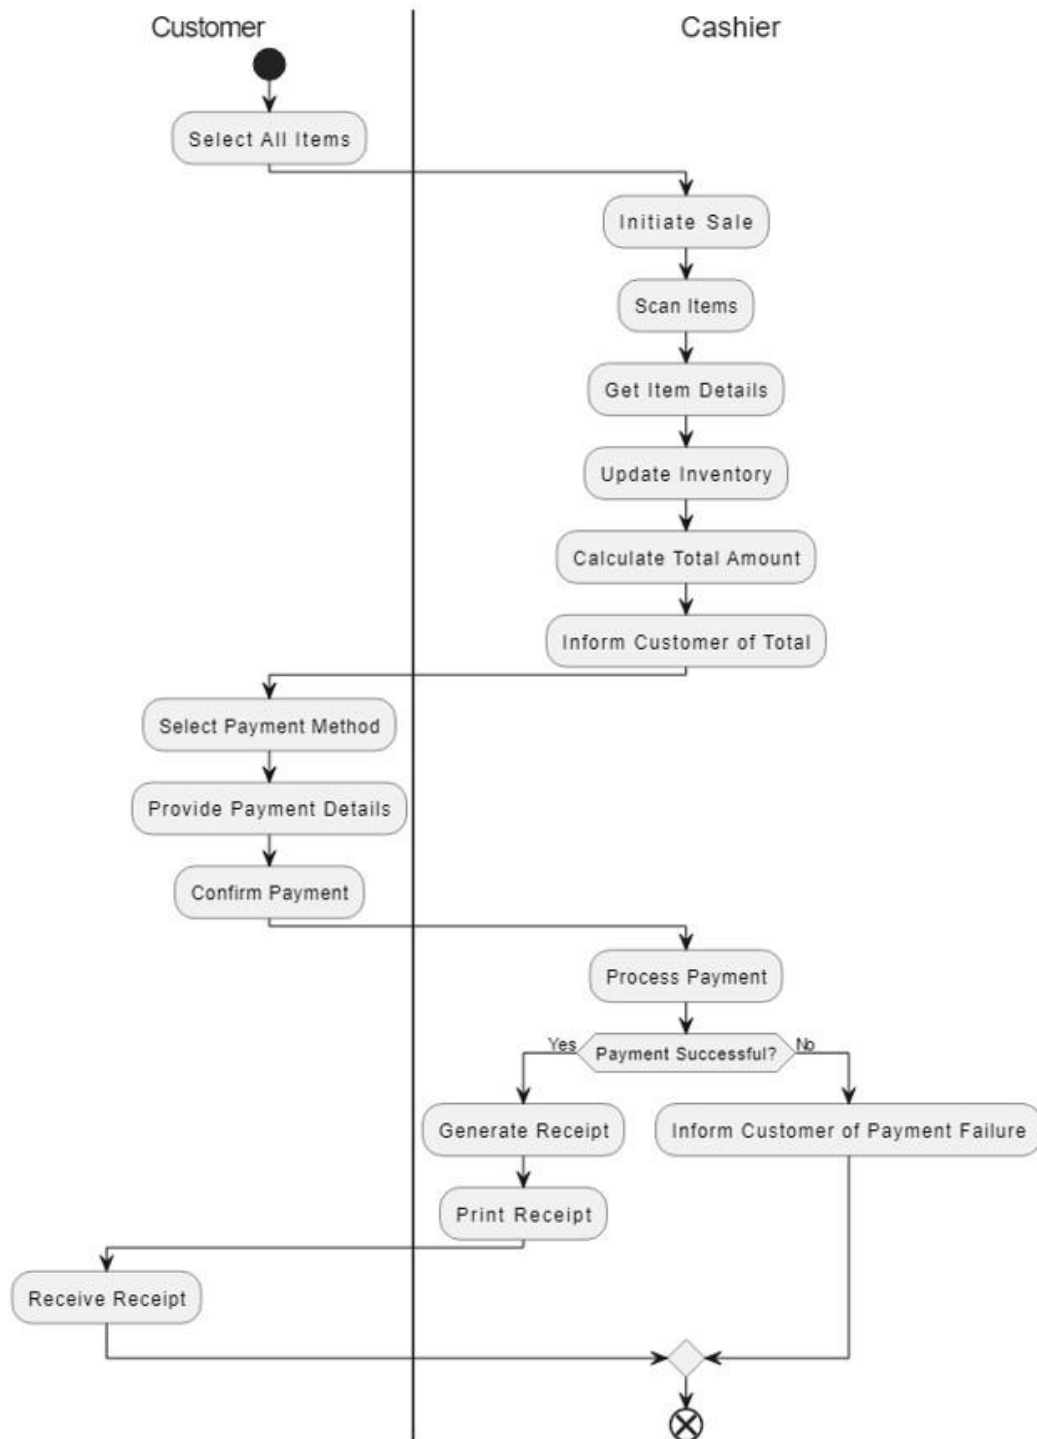 Customer
Cashier
Select All Items
Initiate Sale
Scan Items
Get Item Details
Update Inventory
Calculate Total Amount
Inform Customer of Total
Select Payment Method
Provide Payment Details
Confirm Payment
Process Payment
Yes
Payment Successful?
No
Generate Receipt
Inform Customer of Payment Failure
Print Receipt
Receive Receipt